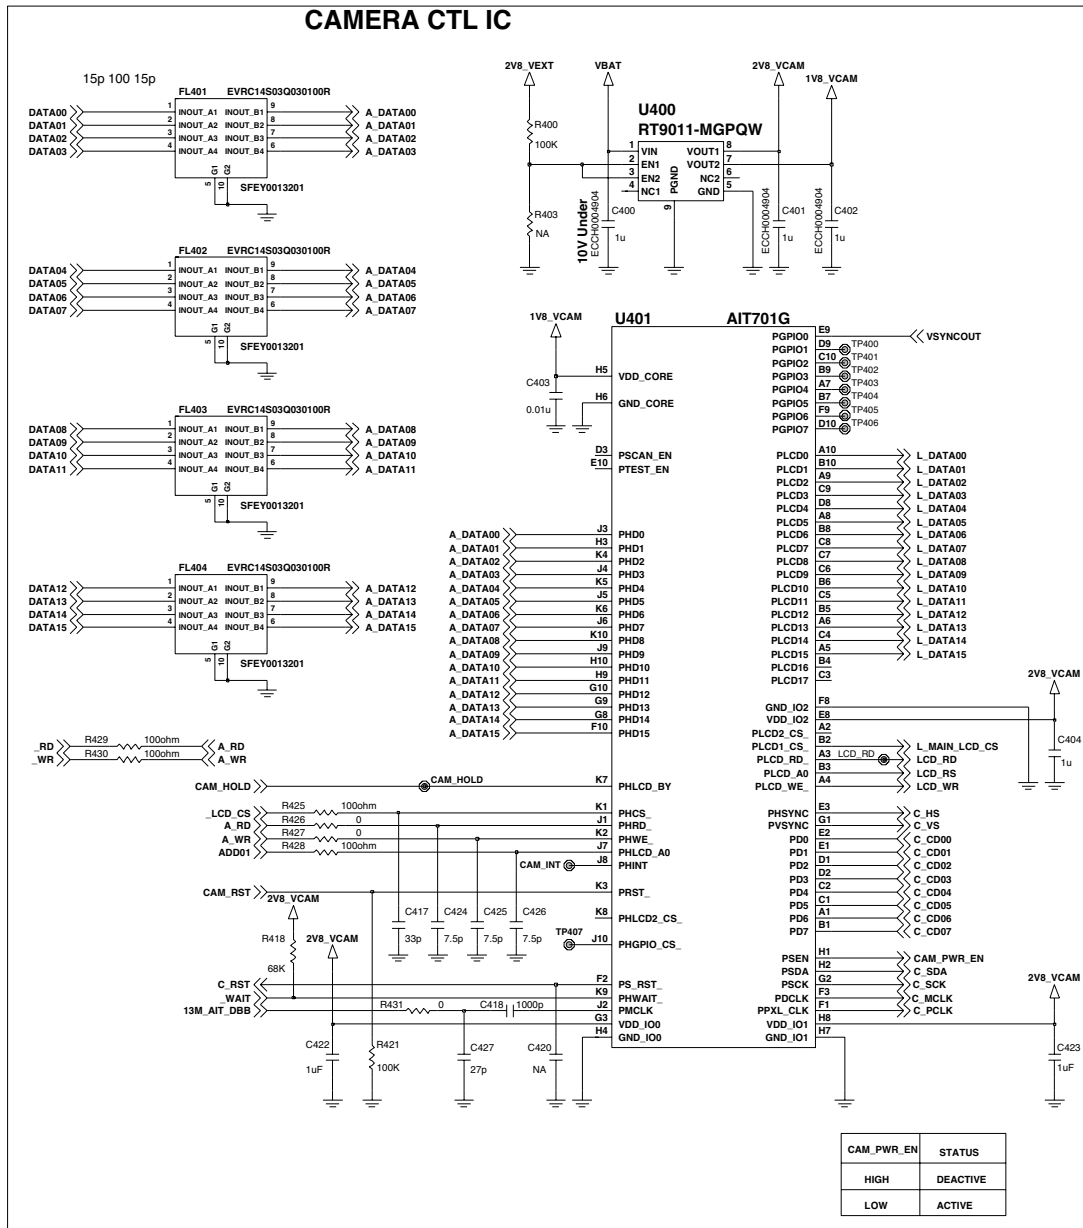 CAMERA CTL IC
15p 100 15p
FL401 EVRC14S03Q030100R
DATA00 1 INOUT_A1 INOUT_B1 9 A_DATA00
DATA01 2 INOUT_A2 INOUT_B2 8 A_DATA01
DATA02 3 INOUT_A3 INOUT_B3 7 A_DATA02
DATA03 4 INOUT_A4 INOUT_B4 6 A_DATA03
G1 G2
5 10
SFEY0013201
FL402 EVRC14S03Q030100R
DATA04 1 INOUT_A1 INOUT_B1 9 A_DATA04
DATA05 2 INOUT_A2 INOUT_B2 8 A_DATA05
DATA06 3 INOUT_A3 INOUT_B3 7 A_DATA06
DATA07 4 INOUT_A4 INOUT_B4 6 A_DATA07
G1 G2
5 10
SFEY0013201
FL403 EVRC14S03Q030100R
DATA08 1 INOUT_A1 INOUT_B1 9 A_DATA08
DATA09 2 INOUT_A2 INOUT_B2 8 A_DATA09
DATA10 3 INOUT_A3 INOUT_B3 7 A_DATA10
DATA11 4 INOUT_A4 INOUT_B4 6 A_DATA11
G1 G2
5 10
SFEY0013201
FL404 EVRC14S03Q030100R
DATA12 1 INOUT_A1 INOUT_B1 9 A_DATA12
DATA13 2 INOUT_A2 INOUT_B2 8 A_DATA13
DATA14 3 INOUT_A3 INOUT_B3 7 A_DATA14
DATA15 4 INOUT_A4 INOUT_B4 6 A_DATA15
G1 G2
5 10
SFEY0013201
2V8_VEXT VBAT 2V8_VCAM 1V8_VCAM
R400
100K
R403
NA
U400
RT9011-MGPQW
1 VIN VOUT1 8
2 EN1 VOUT2 7
3 EN2 NC2 6
4 NC1 GND 5
PGND
9
10V Under
ECCH0004904
C400
1u
ECCH0004904
C401
1u
ECCH0004904
C402
1u
U401 AIT701G
1V8_VCAM
C403
0.01u
H5 VDD_CORE
H6 GND_CORE
D3 PSCAN_EN
E10 PTEST_EN
A_DATA00 J3 PHD0
A_DATA01 H3 PHD1
A_DATA02 K4 PHD2
A_DATA03 J4 PHD3
A_DATA04 K5 PHD4
A_DATA05 J5 PHD5
A_DATA06 K6 PHD6
A_DATA07 J6 PHD7
A_DATA08 K10 PHD8
A_DATA09 J9 PHD9
A_DATA10 H10 PHD10
A_DATA11 H9 PHD11
A_DATA12 G10 PHD12
A_DATA13 G9 PHD13
A_DATA14 G8 PHD14
A_DATA15 F10 PHD15
_RD R429 100ohm A_RD
_WR R430 100ohm A_WR
CAM_HOLD CAM_HOLD K7 PHLCD_BY
_LCD_CS R425 100ohm K1 PHCS_
A_RD R426 0 J1 PHRD_
A_WR R427 0 K2 PHWE_
ADD01 R428 100ohm J7 PHLCD_A0
CAM_INT J8 PHINT
CAM_RST K3 PRST_
K8 PHLCD2_CS_
TP407 J10 PHGPIO_CS_
C417
33p
C424
7.5p
C425
7.5p
C426
7.5p
2V8_VCAM
R418
68K
2V8_VCAM
C_RST F2 PS_RST_
_WAIT K9 PHWAIT_
13M_AIT_DBB R431 0 C418 1000p J2 PMCLK
G3 VDD_IO0
H4 GND_IO0
C422
1uF
R421
100K
C427
27p
C420
NA
PGPIO0 E9 VSYNCOUT
PGPIO1 D9 TP400
PGPIO2 C10 TP401
PGPIO3 B9 TP402
PGPIO4 A7 TP403
PGPIO5 B7 TP404
PGPIO6 F9 TP405
PGPIO7 D10 TP406
PLCD0 A10 L_DATA00
PLCD1 B10 L_DATA01
PLCD2 A9 L_DATA02
PLCD3 C9 L_DATA03
PLCD4 D8 L_DATA04
PLCD5 A8 L_DATA05
PLCD6 B8 L_DATA06
PLCD7 C8 L_DATA07
PLCD8 C7 L_DATA08
PLCD9 C6 L_DATA09
PLCD10 B6 L_DATA10
PLCD11 C5 L_DATA11
PLCD12 B5 L_DATA12
PLCD13 A6 L_DATA13
PLCD14 C4 L_DATA14
PLCD15 A5 L_DATA15
PLCD16 B4
PLCD17 C3
2V8_VCAM
GND_IO2 F8
VDD_IO2 E8
PLCD2_CS_ A2
PLCD1_CS_ B2 L_MAIN_LCD_CS
PLCD_RD_ A3 LCD_RD LCD_RD
PLCD_A0 B3 LCD_RS
PLCD_WE_ A4 LCD_WR
C404
1u
PHSYNC E3 C_HS
PVSYNC G1 C_VS
PD0 E2 C_CD00
PD1 E1 C_CD01
PD2 D1 C_CD02
PD3 D2 C_CD03
PD4 C2 C_CD04
PD5 C1 C_CD05
PD6 A1 C_CD06
PD7 B1 C_CD07
PSEN H1 CAM_PWR_EN
PSDA H2 C_SDA
PSCK G2 C_SCK
PDCLK F3 C_MCLK
PPXL_CLK F1 C_PCLK
VDD_IO1 H8
GND_IO1 H7
2V8_VCAM
C423
1uF
CAM_PWR_EN STATUS
HIGH DEACTIVE
LOW ACTIVE